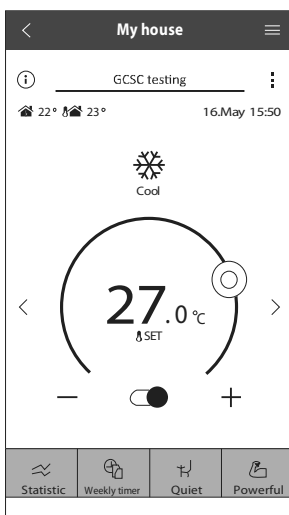 My house
GCSC testing
22° 23° 16.May 15:50
Cool
27.0 °C
SET
Statistic Weekly timer Quiet Powerful